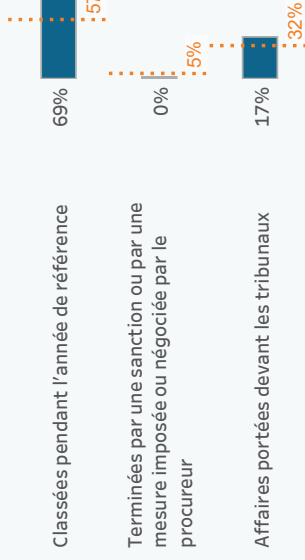 57
69%
Classées pendant l'année de référence
5%
0%
Terminées par une sanction ou par une
mesure imposée ou négociée par le
procureur
32%
17%
Affaires portées devant les tribunaux